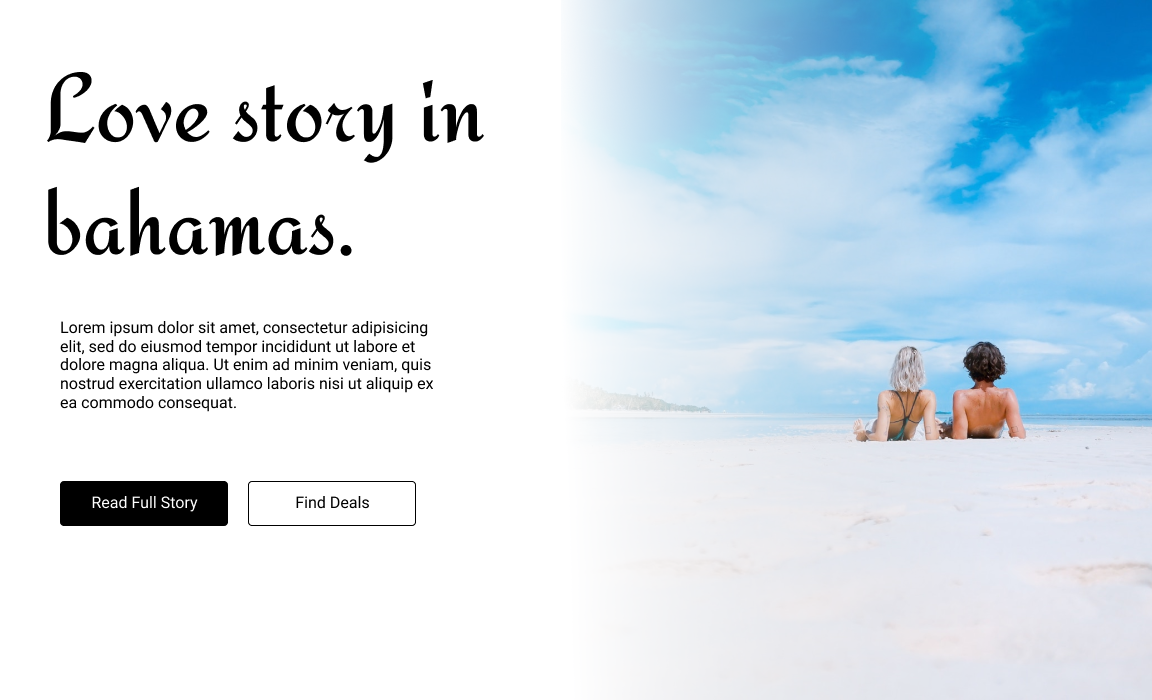 Love story in
bahamas.
Lorem ipsum dolor sit amet, consectetur adipisicing
elit, sed do eiusmod tempor incididunt ut labore et
dolore magna aliqua. Ut enim ad minim veniam, quis
nostrud exercitation ullamco laboris nisi ut aliquip ex
ea commodo consequat.
Read Full Story
Find Deals